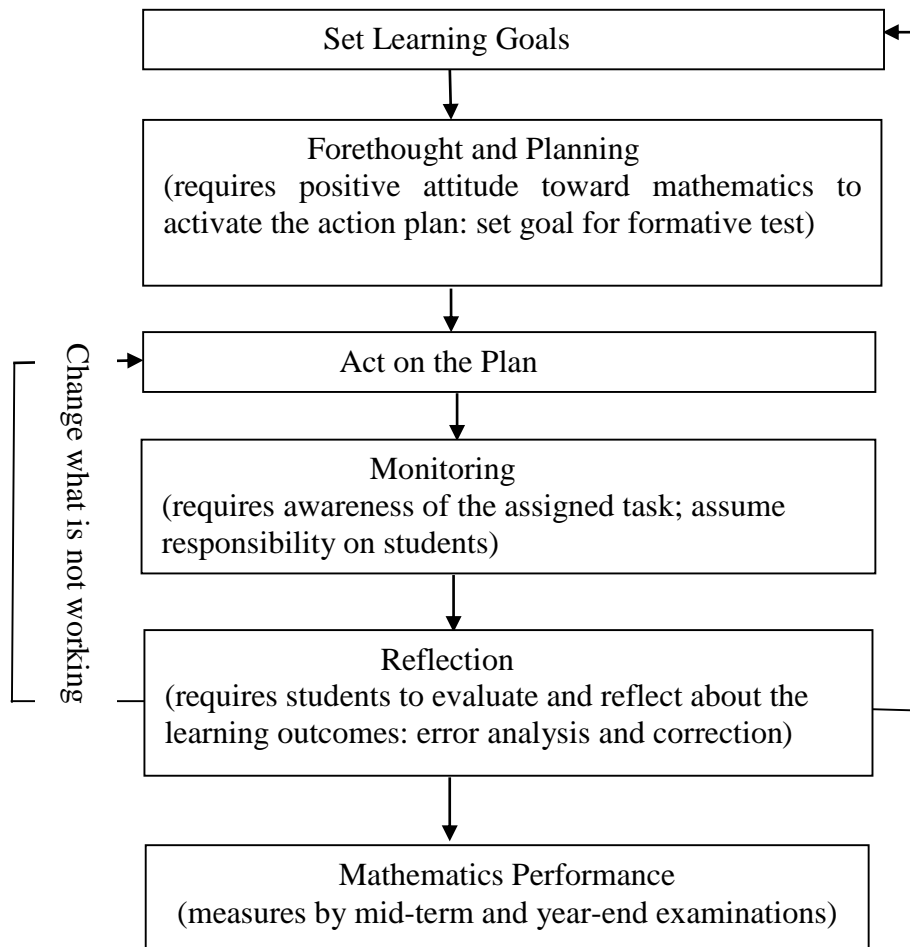 Set Learning Goals
Forethought and Planning
(requires positive attitude toward mathematics to
activate the action plan: set goal for formative test)
Act on the Plan
Change what is not working
Monitoring
(requires awareness of the assigned task; assume
responsibility on students)
Reflection
(requires students to evaluate and reflect about the
learning outcomes: error analysis and correction)
Mathematics Performance
(measures by mid-term and year-end examinations)